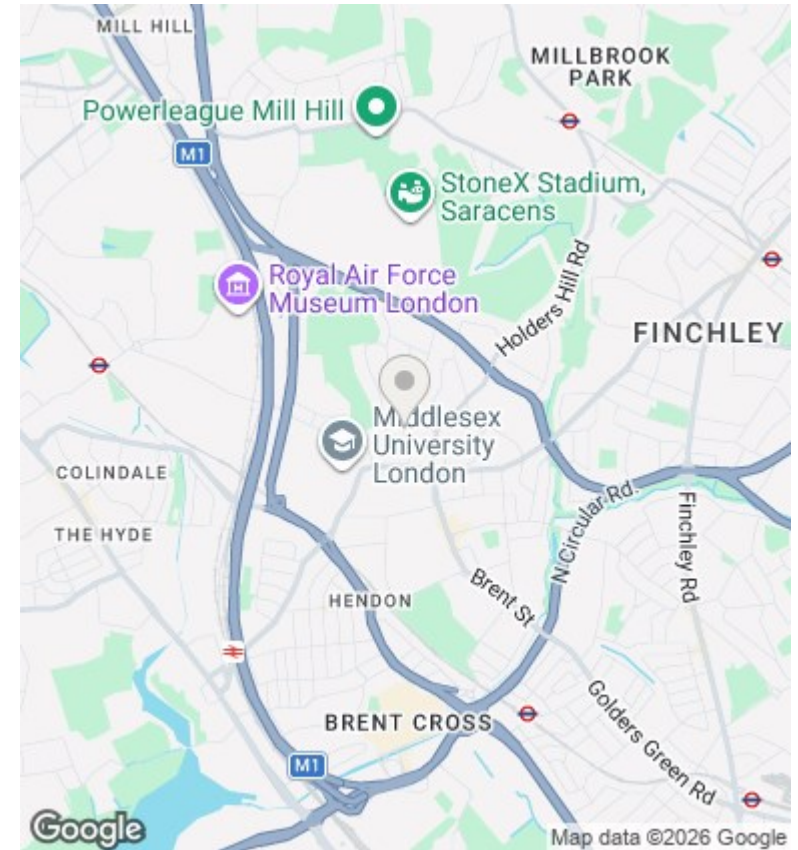 MILL HILL
MILLBROOK
PARK
Powerleague Mill Hill
M1
StoneX Stadium,
Saracens
Royal Air Force
Museum London
Holders Hill Rd
FINCHLEY
Middlesex
University
London
COLINDALE
THE HYDE
N Circular Rd.
Finchley Rd
HENDON
Brent St
Golders Green Rd
BRENT CROSS
M1
Google
Map data ©2026 Google